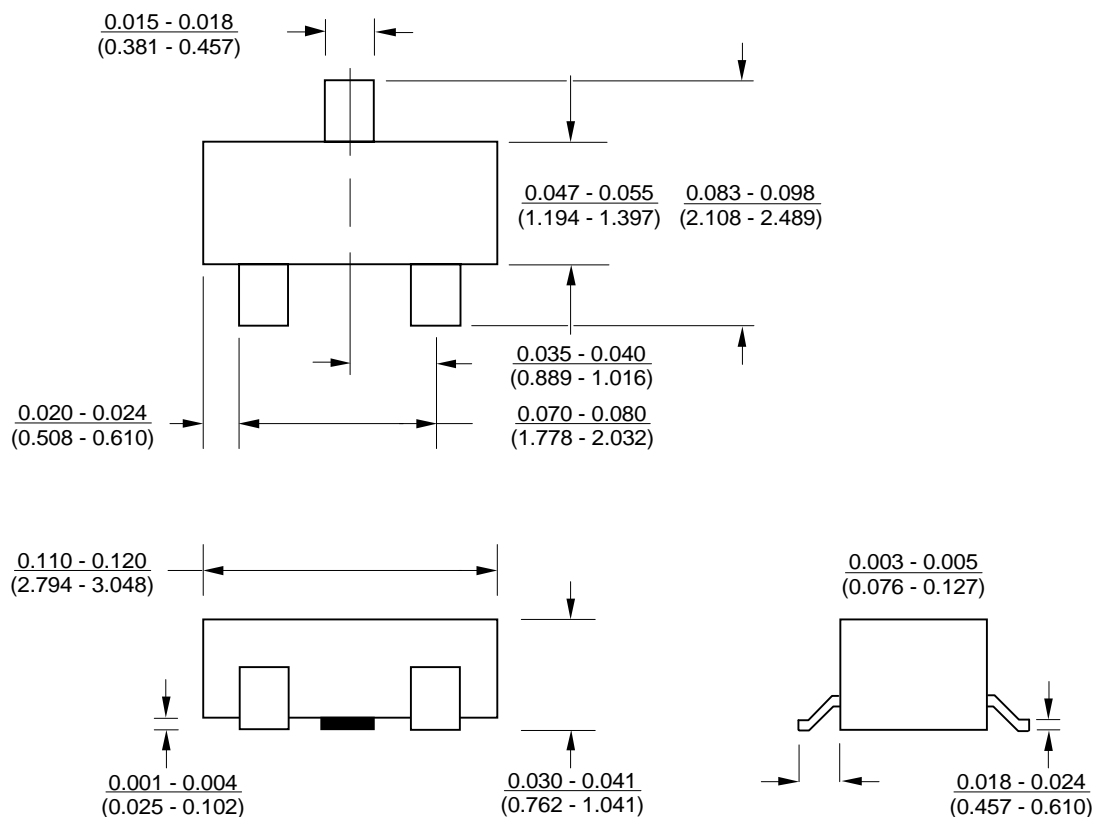 0.015 - 0.018
(0.381 - 0.457)
0.047 - 0.055
(1.194 - 1.397)
0.083 - 0.098
(2.108 - 2.489)
0.035 - 0.040
(0.889 - 1.016)
0.020 - 0.024
(0.508 - 0.610)
0.070 - 0.080
(1.778 - 2.032)
0.110 - 0.120
(2.794 - 3.048)
0.003 - 0.005
(0.076 - 0.127)
0.001 - 0.004
(0.025 - 0.102)
0.030 - 0.041
(0.762 - 1.041)
0.018 - 0.024
(0.457 - 0.610)